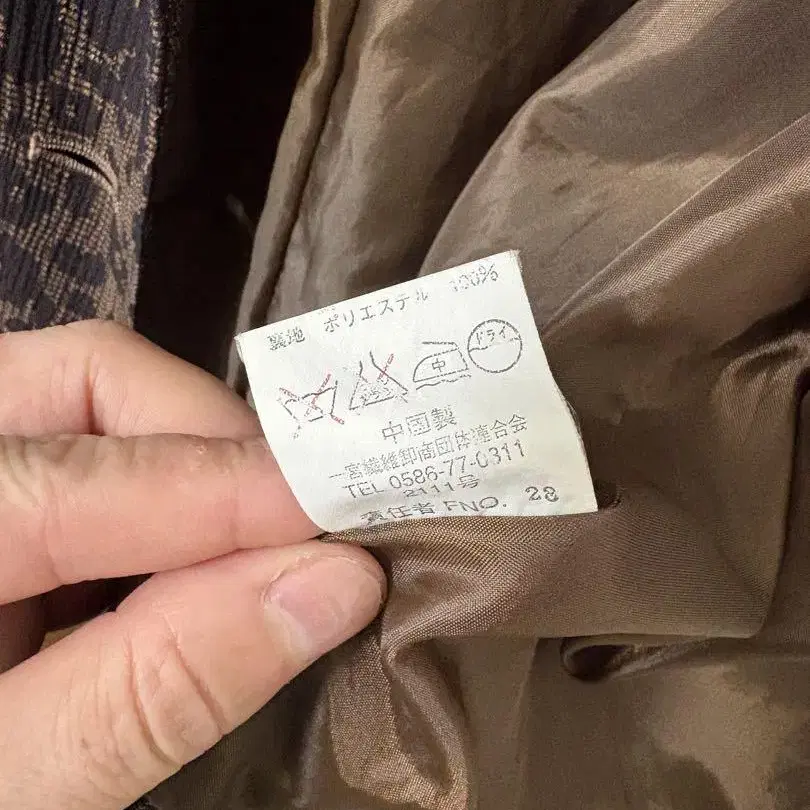 裏地 ポリエステル 100%
中 ドライ
中国製
一宮繊維卸商団体連合会
TEL 0586-77-0311
2111号
責任者 FNO. 28